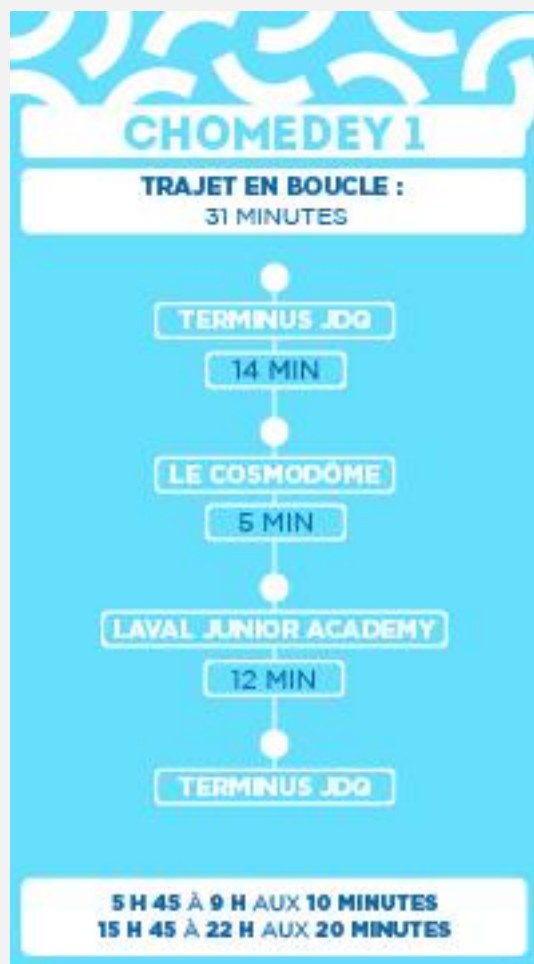 CHOMEDEY 1
TRAJET EN BOUCLE :
31 MINUTES
TERMINUS JDQ
14 MIN
LE COSMODÔME
5 MIN
LAVAL JUNIOR ACADEMY
12 MIN
TERMINUS JDQ
5 H 45 À 9 H AUX 10 MINUTES
15 H 45 À 22 H AUX 20 MINUTES